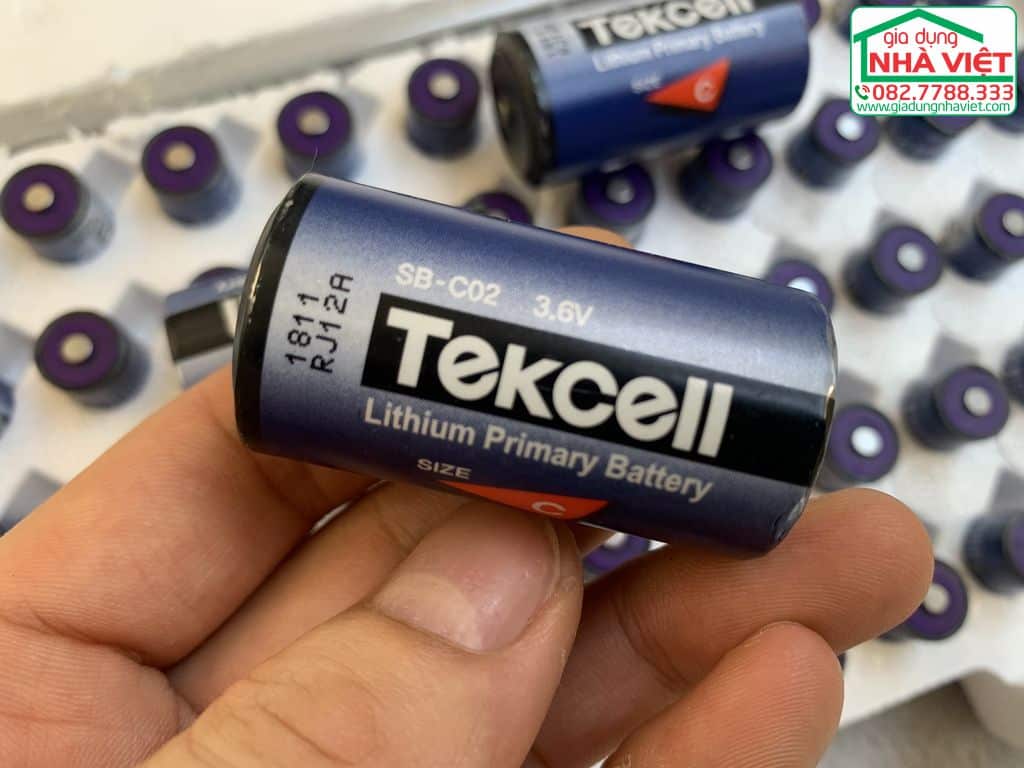 Tekcell
Lithium Primary Battery
SIZE
C
gia dụng
NHÀ VIỆT
082.7788.333
www.giadungnhaviet.com
1811
RJ12A
SB-C02 3.6V
Tekcell
Lithium Primary Battery
SIZE
C